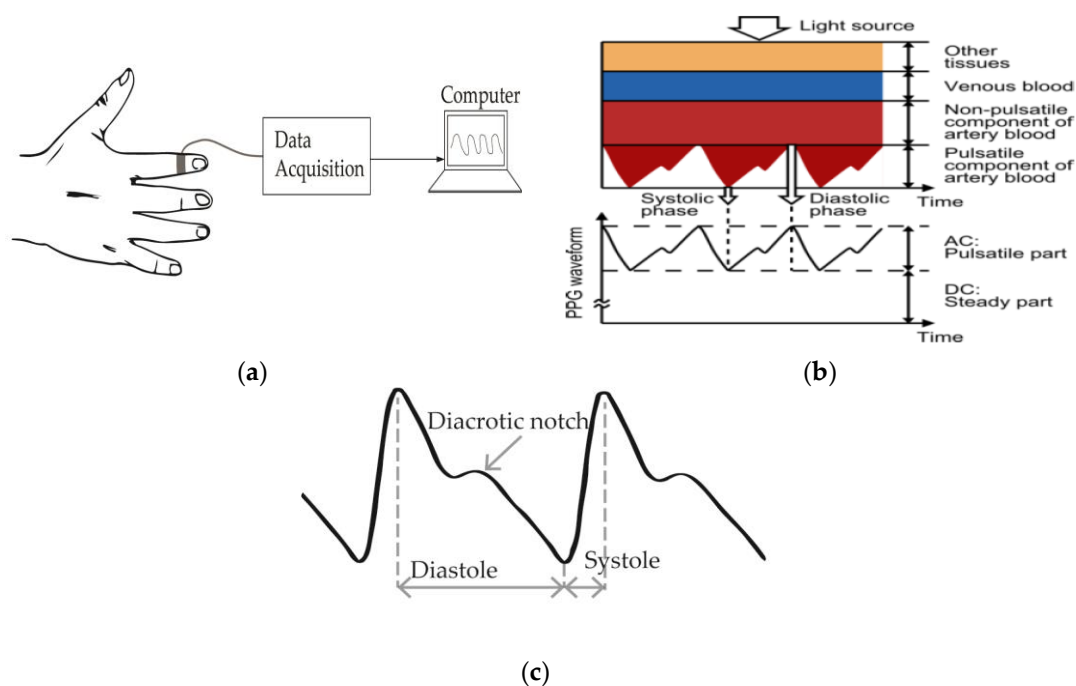 Computer
Data
Acquisition
(a)
Light source
Other
tissues
Venous blood
Non-pulsatile
component of
artery blood
Pulsatile
component of
artery blood
Time
Systolic
phase
Diastolic
phase
PPG waveform
AC:
Pulsatile part
DC:
Steady part
Time
(b)
Diacrotic notch
Diastole
Systole
(c)